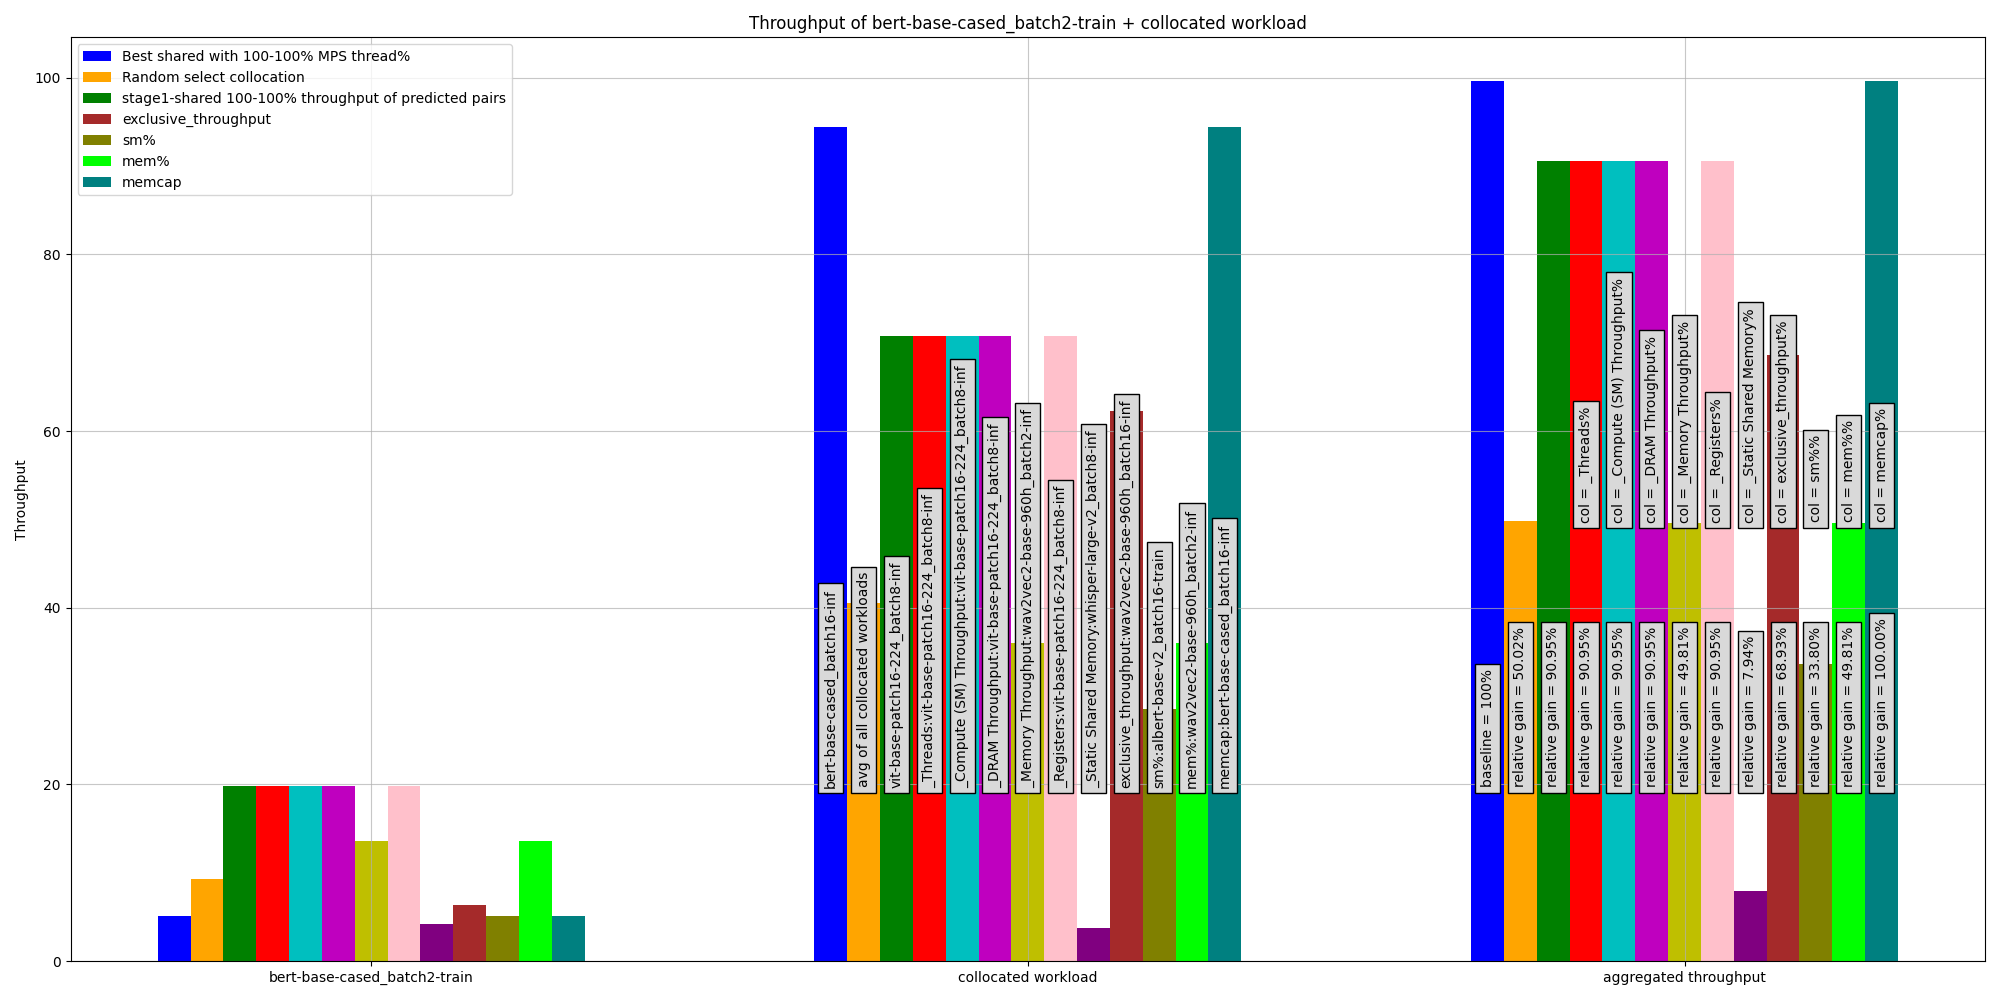 Throughput of bert-base-cased_batch2-train + collocated workload
Best shared with 100-100% MPS thread%
Random select collocation
stage1-shared 100-100% throughput of predicted pairs
exclusive_throughput
sm%
mem%
memcap
Throughput
100
80
60
40
20
0
bert-base-cased_batch16-inf
avg of all collocated workloads
vit-base-patch16-224_batch8-inf
_Threads:vit-base-patch16-224_batch8-inf
_Compute (SM) Throughput:vit-base-patch16-224_batch8-inf
_DRAM Throughput:vit-base-patch16-224_batch8-inf
_Memory Throughput:wav2vec2-base-960h_batch2-inf
_Registers:vit-base-patch16-224_batch8-inf
_Static Shared Memory:whisper-large-v2_batch8-inf
exclusive_throughput:wav2vec2-base-960h_batch16-inf
sm%:albert-base-v2_batch16-train
mem%:wav2vec2-base-960h_batch2-inf
memcap:bert-base-cased_batch16-inf
col = _Threads%
col = _Compute (SM) Throughput%
col = _DRAM Throughput%
col = _Memory Throughput%
col = _Registers%
col = _Static Shared Memory%
col = exclusive_throughput%
col = sm%%
col = mem%%
col = memcap%
baseline = 100%
relative gain = 50.02%
relative gain = 90.95%
relative gain = 90.95%
relative gain = 90.95%
relative gain = 90.95%
relative gain = 49.81%
relative gain = 90.95%
relative gain = 7.94%
relative gain = 68.93%
relative gain = 33.80%
relative gain = 49.81%
relative gain = 100.00%
bert-base-cased_batch2-train
collocated workload
aggregated throughput